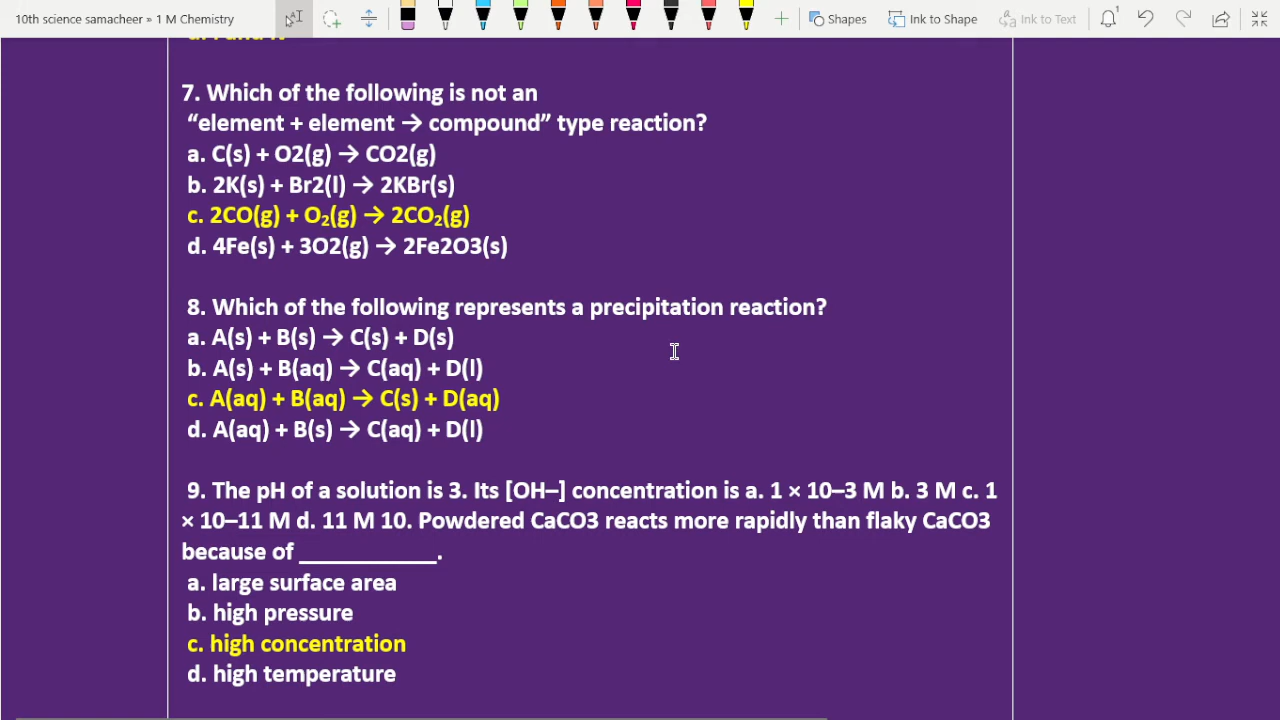 10th science samacheer » 1 M Chemistry
Shapes
Ink to Shape
Ink to Text
7. Which of the following is not an
“element + element → compound” type reaction?
a. C(s) + O2(g) → CO2(g)
b. 2K(s) + Br2(l) → 2KBr(s)
c. 2CO(g) + O₂(g) → 2CO₂(g)
d. 4Fe(s) + 3O2(g) → 2Fe2O3(s)
8. Which of the following represents a precipitation reaction?
a. A(s) + B(s) → C(s) + D(s)
b. A(s) + B(aq) → C(aq) + D(l)
c. A(aq) + B(aq) → C(s) + D(aq)
d. A(aq) + B(s) → C(aq) + D(l)
9. The pH of a solution is 3. Its [OH–] concentration is a. 1 × 10–3 M b. 3 M c. 1
× 10–11 M d. 11 M 10. Powdered CaCO3 reacts more rapidly than flaky CaCO3
because of ___________.
a. large surface area
b. high pressure
c. high concentration
d. high temperature